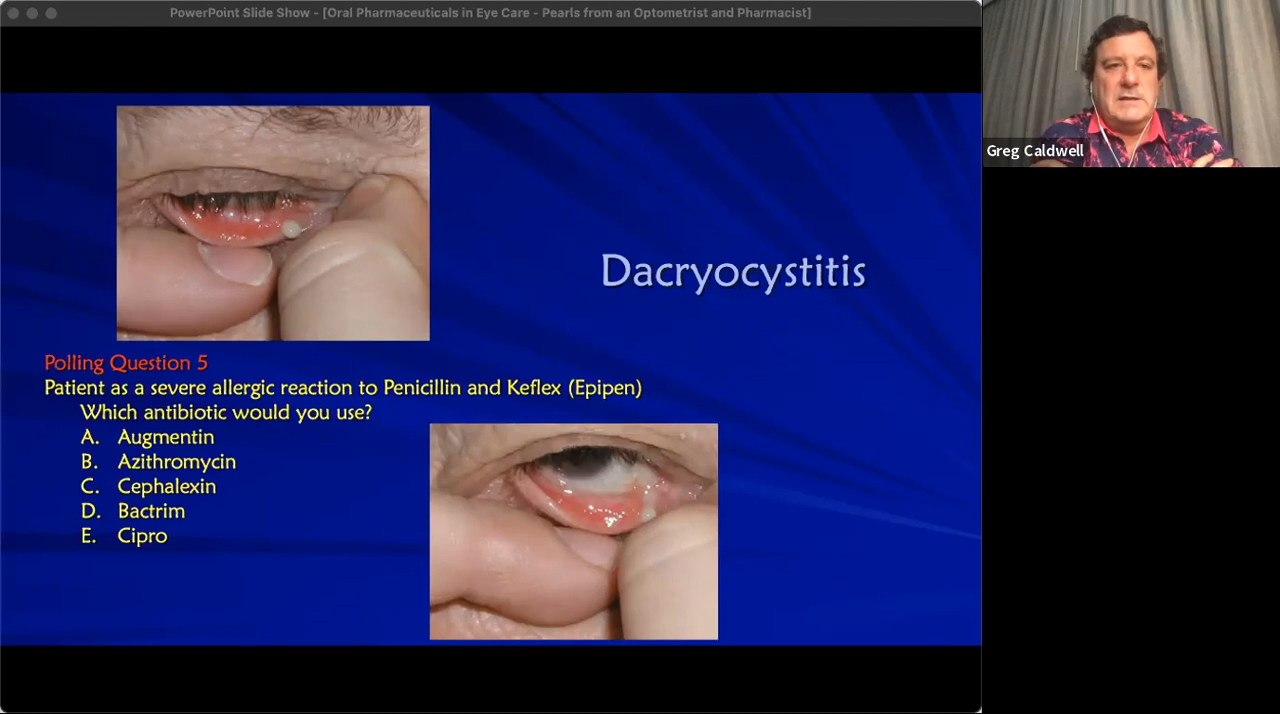 PowerPoint Slide Show - [Oral Pharmaceuticals in Eye Care - Pearls from an Optometrist and Pharmacist]
Greg Caldwell
Dacryocystitis
Polling Question 5
Patient as a severe allergic reaction to Penicillin and Keflex (Epipen)
Which antibiotic would you use?
A. Augmentin
B. Azithromycin
C. Cephalexin
D. Bactrim
E. Cipro